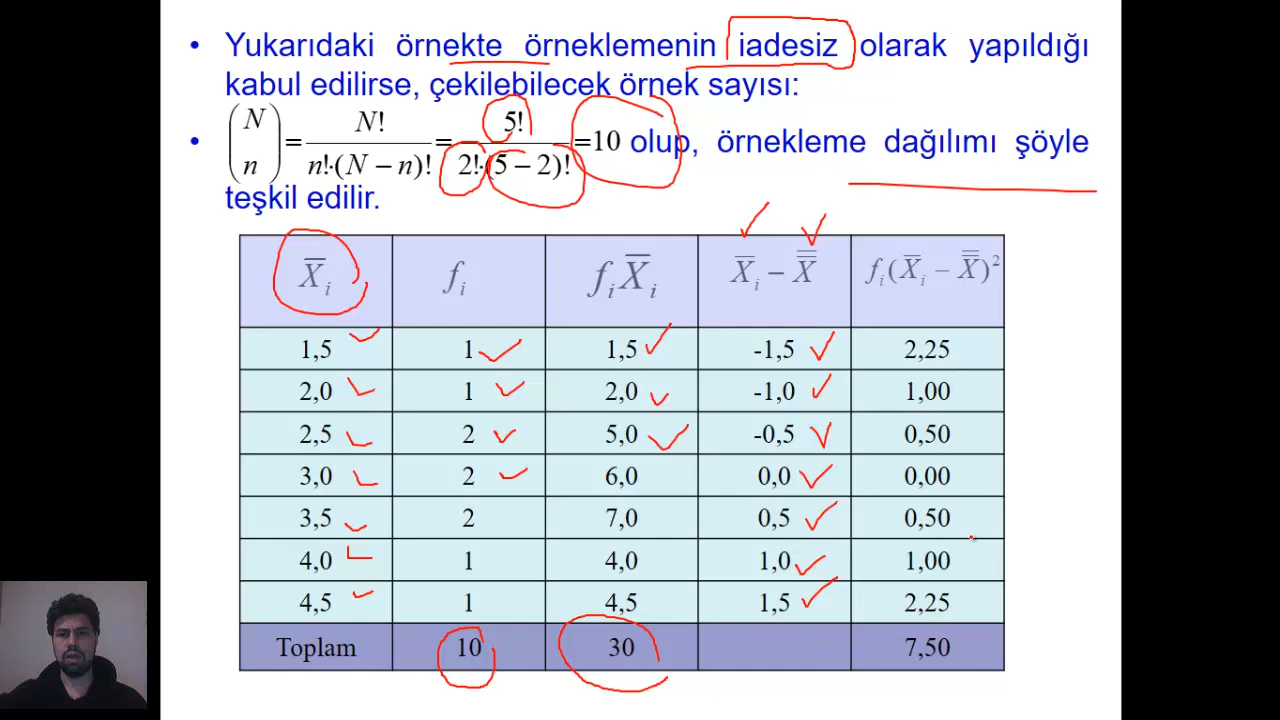 • Yukarıdaki örnekte örneklemenin iadesiz olarak yapıldığı
kabul edilirse, çekilebilecek örnek sayısı:
• (N n) = N! / n!·(N − n)! = 5! / 2!·(5 − 2)! = 10 olup, örnekleme dağılımı şöyle
teşkil edilir.
X̅i fi fiX̅i X̅i − X̿ fi(X̅i − X̿)²
1,5 1 1,5 -1,5 2,25
2,0 1 2,0 -1,0 1,00
2,5 2 5,0 -0,5 0,50
3,0 2 6,0 0,0 0,00
3,5 2 7,0 0,5 0,50
4,0 1 4,0 1,0 1,00
4,5 1 4,5 1,5 2,25
Toplam 10 30 7,50